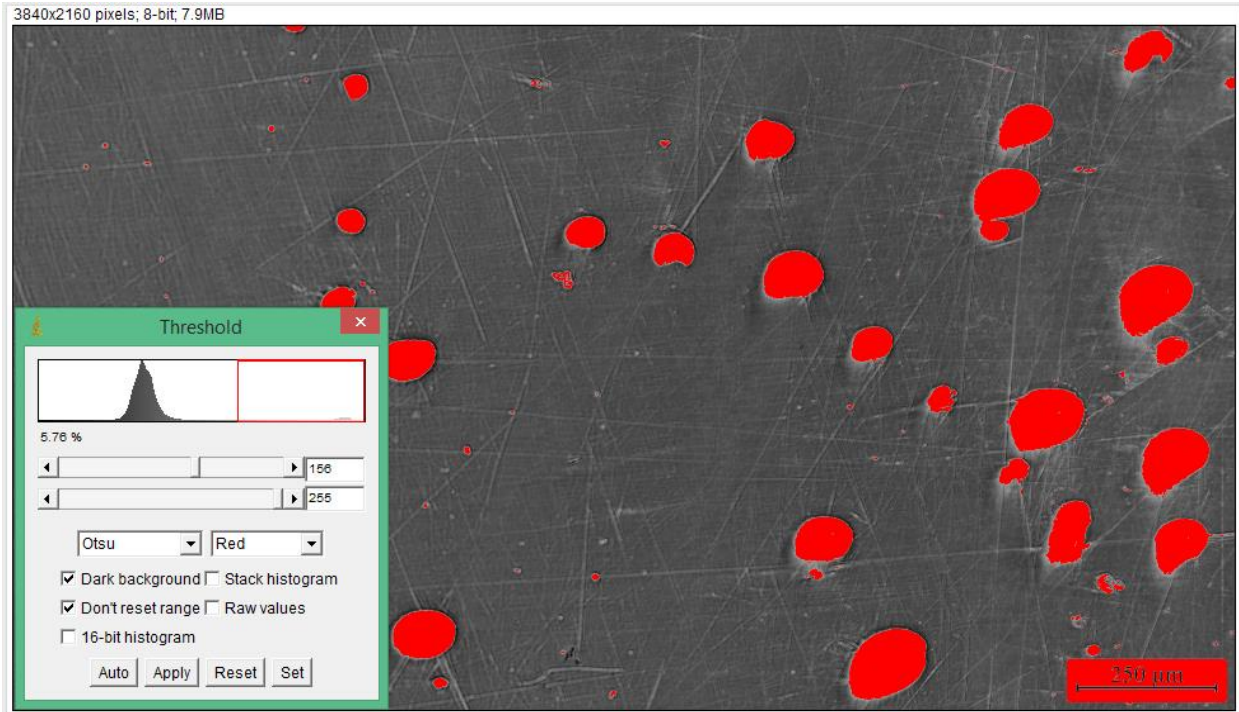 3840x2160 pixels; 8-bit; 7.9MB
Threshold
5.76 %
156
255
Otsu Red
Dark background Stack histogram
Don't reset range Raw values
16-bit histogram
Auto Apply Reset Set
250 µm